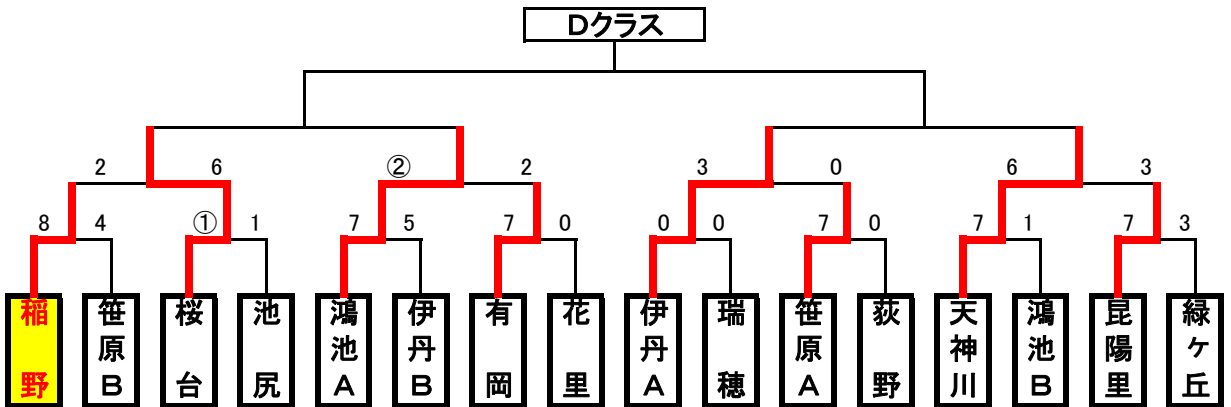 Dクラス
2 6 ② 2 3 0 6 3
8 4 ① 1 7 5 7 0 0 0 7 0 7 1 7 3
稲野
笹原B
桜台
池尻
鴻池A
伊丹B
有岡
花里
伊丹A
瑞穂
笹原A
荻野
天神川
鴻池B
昆陽里
緑ヶ丘